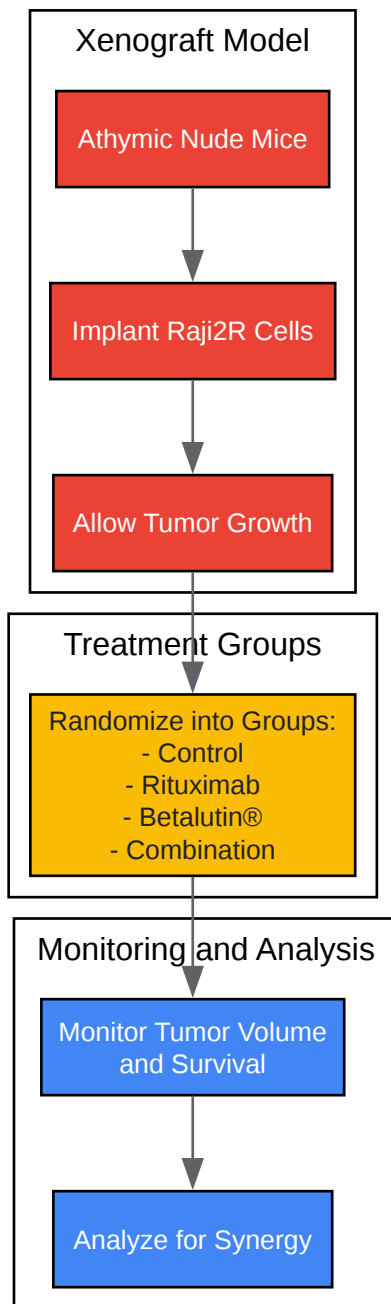 Xenograft Model
Athymic Nude Mice
Implant Raji2R Cells
Allow Tumor Growth
Treatment Groups
Randomize into Groups:
- Control
- Rituximab
- Betalutin®
- Combination
Monitoring and Analysis
Monitor Tumor Volume
and Survival
Analyze for Synergy